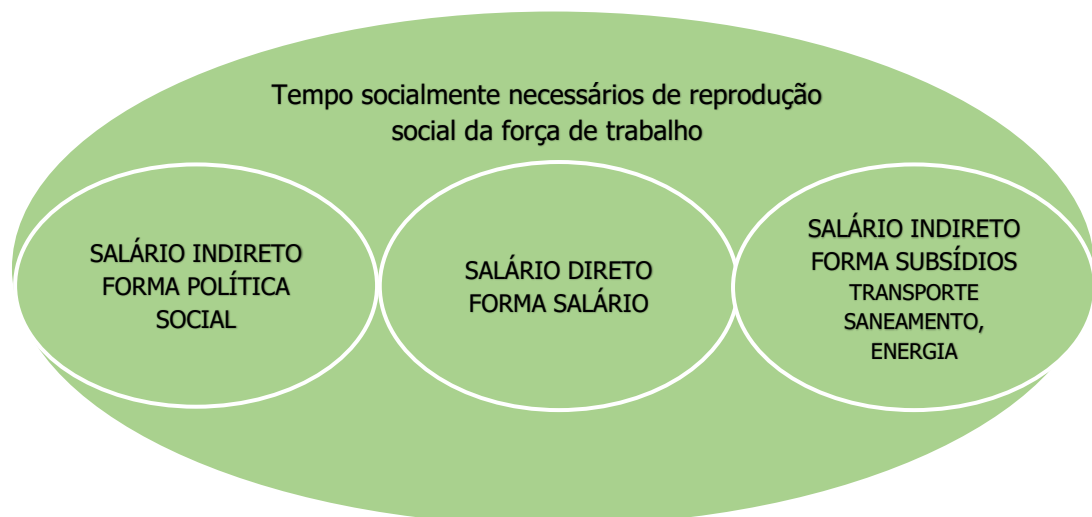 Tempo socialmente necessários de reprodução
social da força de trabalho
SALÁRIO INDIRETO
FORMA POLÍTICA
SOCIAL
SALÁRIO DIRETO
FORMA SALÁRIO
SALÁRIO INDIRETO
FORMA SUBSÍDIOS
TRANSPORTE
SANEAMENTO,
ENERGIA